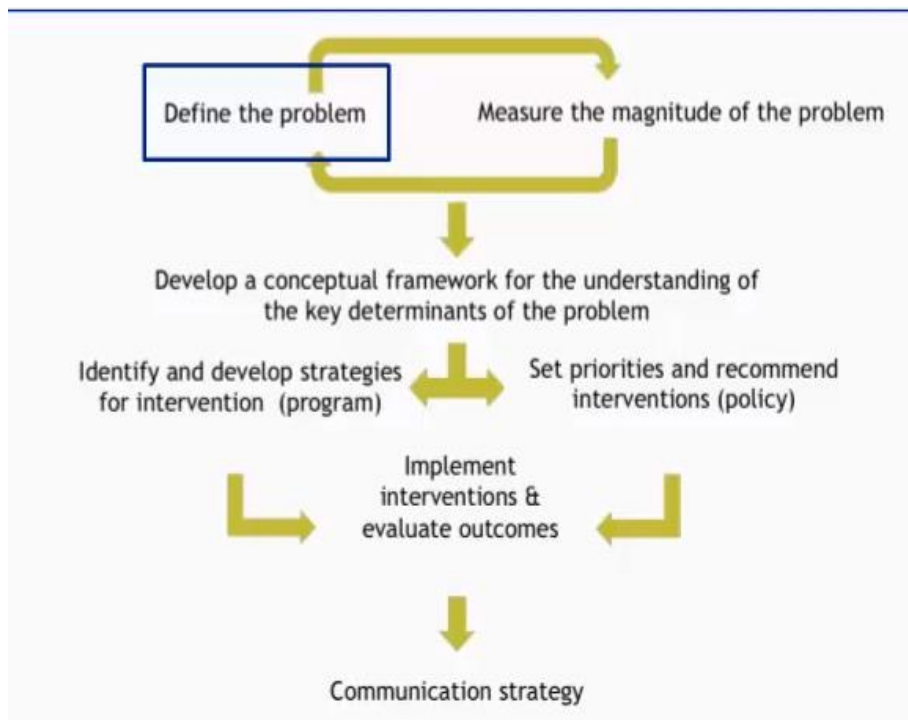 Define the problem
Measure the magnitude of the problem
Develop a conceptual framework for the understanding of
the key determinants of the problem
Identify and develop strategies
for intervention (program)
Set priorities and recommend
interventions (policy)
Implement
interventions &
evaluate outcomes
Communication strategy